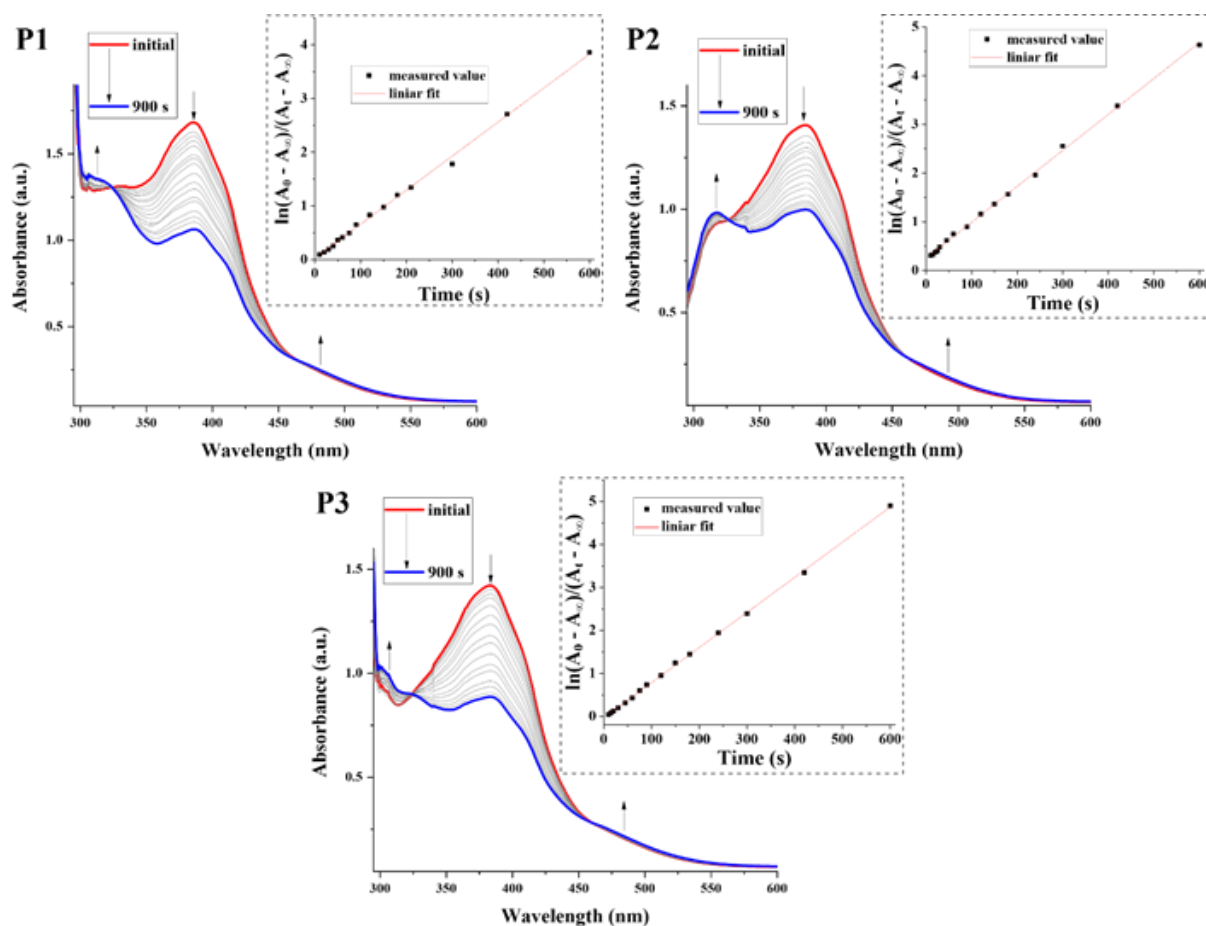 P1
initial
900 s
Absorbance (a.u.)
1.5
1.0
0.5
300 350 400 450 500 550 600
Wavelength (nm)
ln(A₀ - A∞)/(Aₜ - A∞)
4
3
2
1
0
measured value
liniar fit
0 100 200 300 400 500 600
Time (s)
P2
initial
900 s
Absorbance (a.u.)
1.5
1.0
0.5
300 350 400 450 500 550 600
Wavelength (nm)
ln(A₀ - A∞)/(Aₜ - A∞)
5
4
3
2
1
0
measured value
liniar fit
0 100 200 300 400 500 600
Time (s)
P3
initial
900 s
Absorbance (a.u.)
1.5
1.0
0.5
300 350 400 450 500 550 600
Wavelength (nm)
ln(A₀ - A∞)/(Aₜ - A∞)
5
4
3
2
1
0
measured value
liniar fit
0 100 200 300 400 500 600
Time (s)